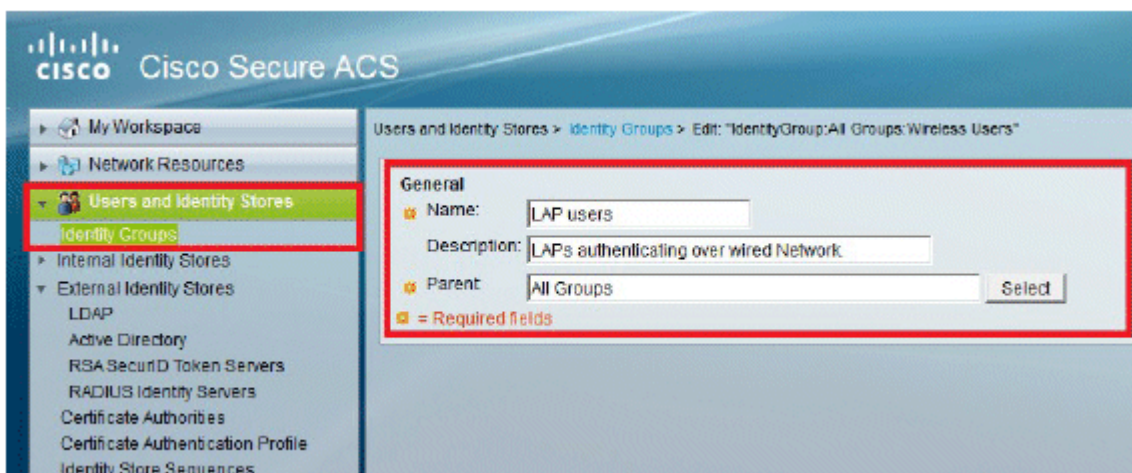 CISCO Cisco Secure ACS
My Workspace
Network Resources
Users and Identity Stores
Identity Groups
Internal Identity Stores
External Identity Stores
LDAP
Active Directory
RSA SecurID Token Servers
RADIUS Identity Servers
Certificate Authorities
Certificate Authentication Profile
Identity Store Sequences
Users and Identity Stores > Identity Groups > Edit: "IdentityGroup:All Groups:Wireless Users"
General
Name: LAP users
Description: LAPs authenticating over wired Network
Parent: All Groups Select
= Required fields